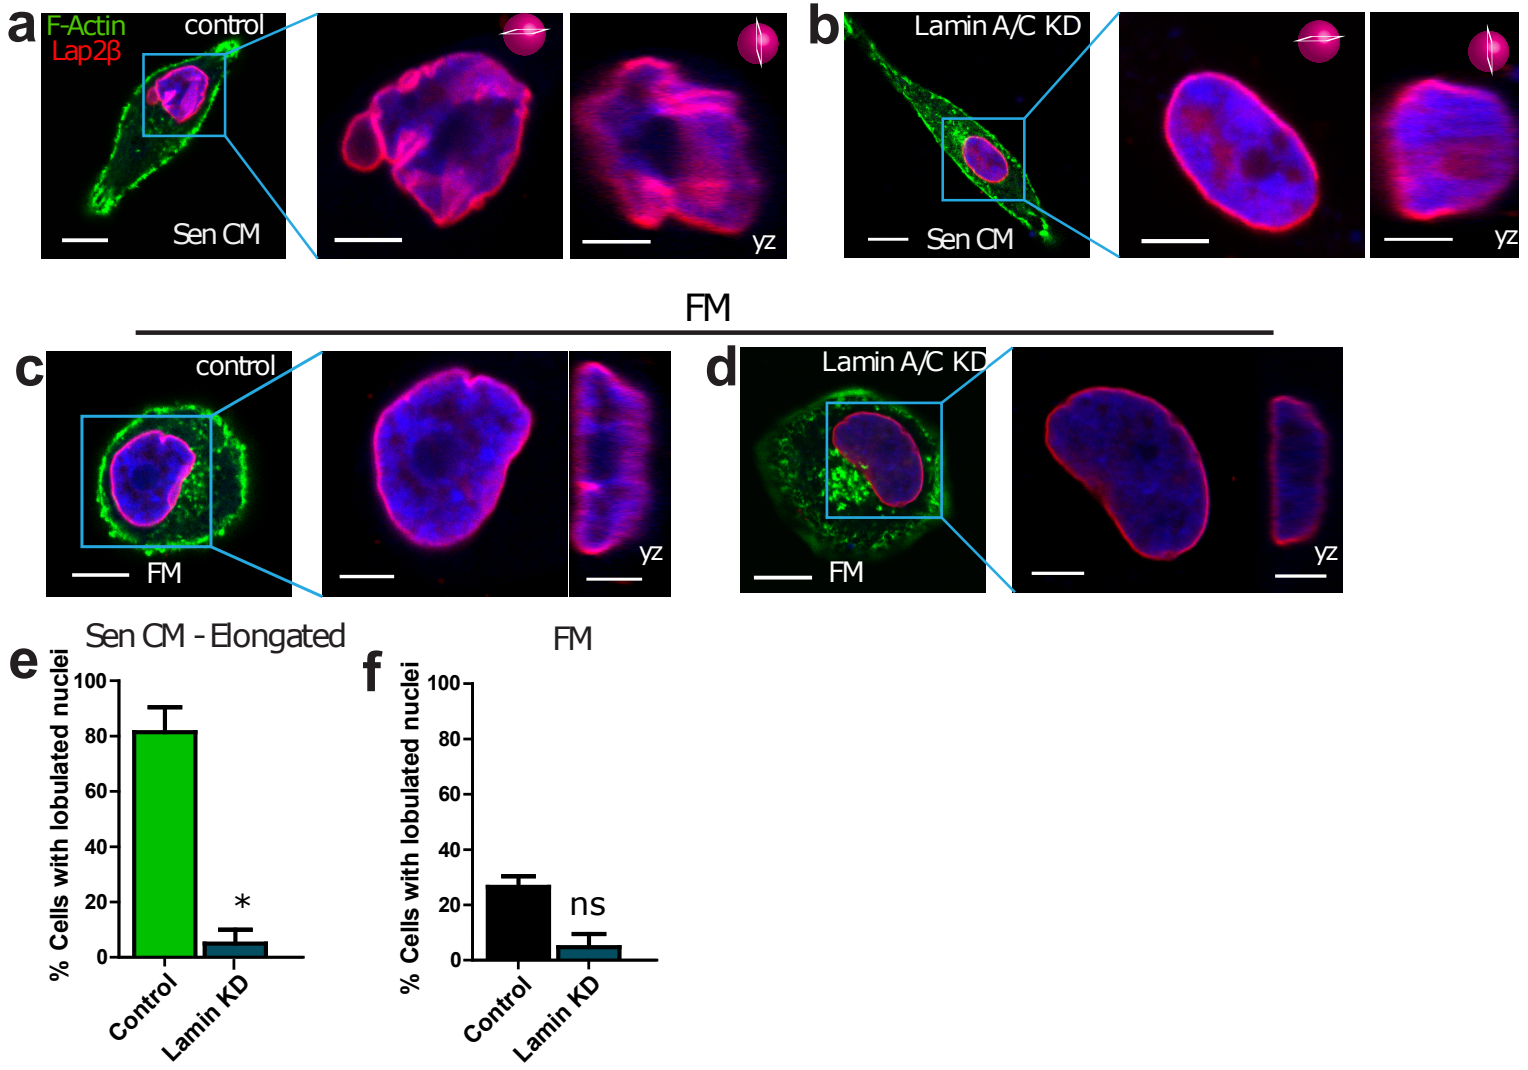 a
F-Actin
Lap2β
control
Sen CM
yz
b
Lamin A/C KD
Sen CM
yz
FM
c
control
FM
yz
d
Lamin A/C KD
FM
yz
e
Sen CM - Elongated
% Cells with lobulated nuclei
100
80
60
40
20
0
*
Control
Lamin KD
f
FM
% Cells with lobulated nuclei
100
80
60
40
20
0
ns
Control
Lamin KD